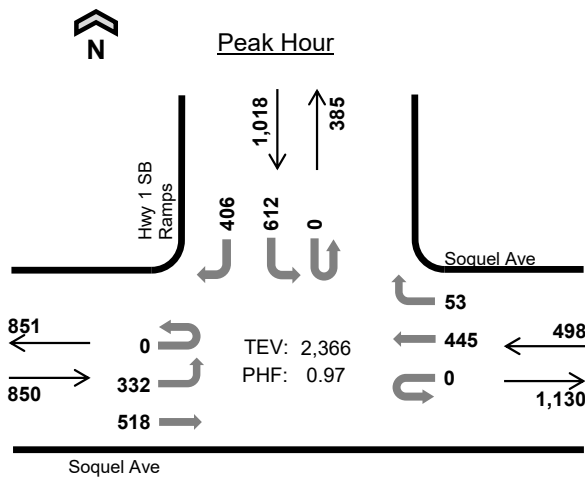 N
Peak Hour
1,018
385
Hwy 1 SB
Ramps
406
612
0
Soquel Ave
53
851
0
TEV: 2,366
445
498
850
332
PHF: 0.97
0
1,130
518
Soquel Ave